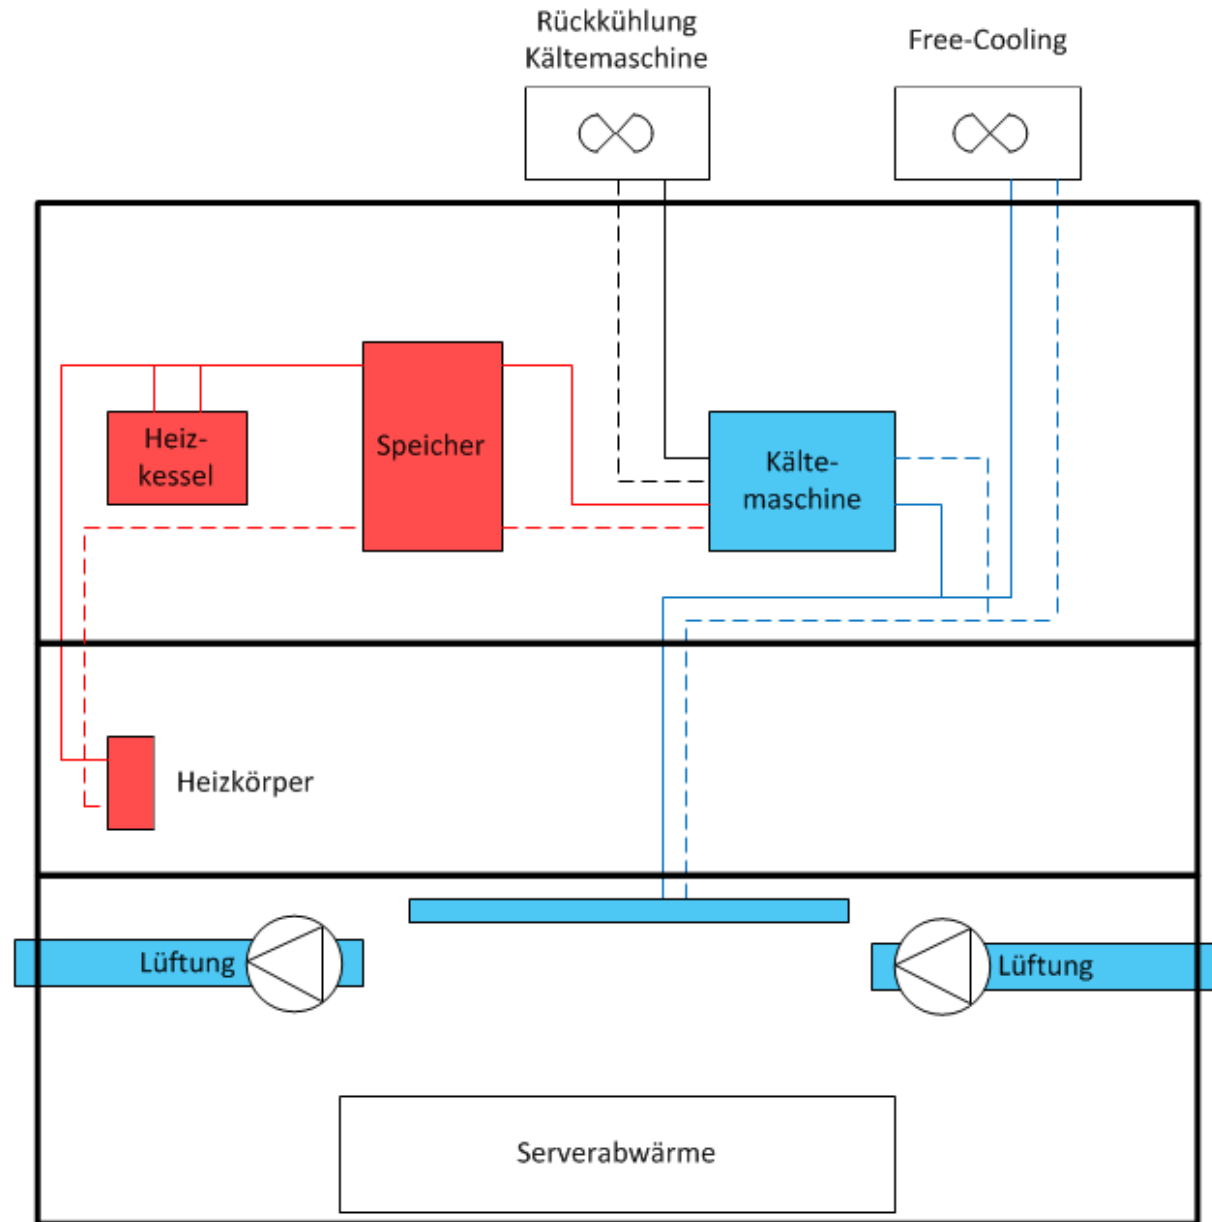 Rückkühlung
Kältemaschine
Free-Cooling
Heiz-
kessel
Speicher
Kälte-
maschine
Heizkörper
Lüftung
Lüftung
Serverabwärme